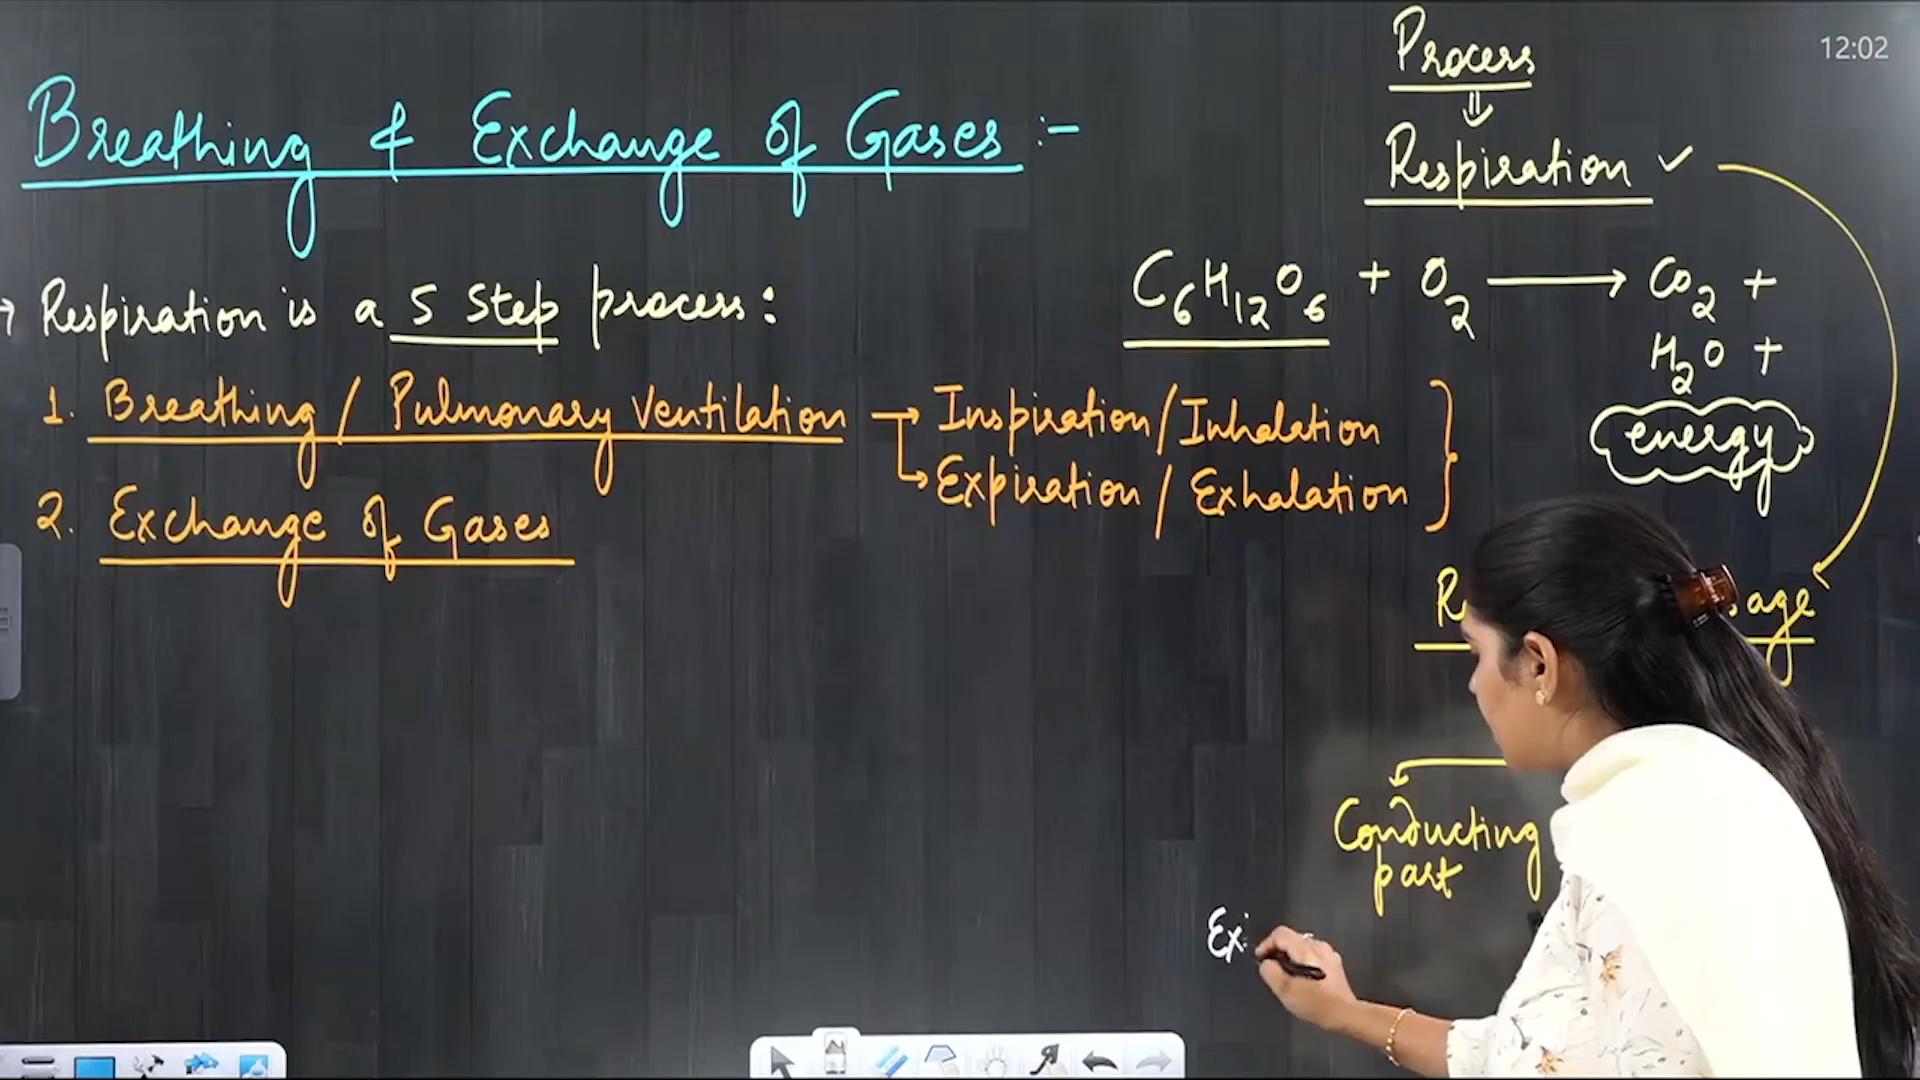 12:02
Breathing & Exchange of Gases :-
Process
⇓
Respiration ✓
→ Respiration is a 5 Step process:
C6H12O6 + O2 ⟶ CO2 +
H2O +
energy
1. Breathing / Pulmonary Ventilation → Inspiration / Inhalation
↳ Expiration / Exhalation
2. Exchange of Gases
Conducting
part
Ex: